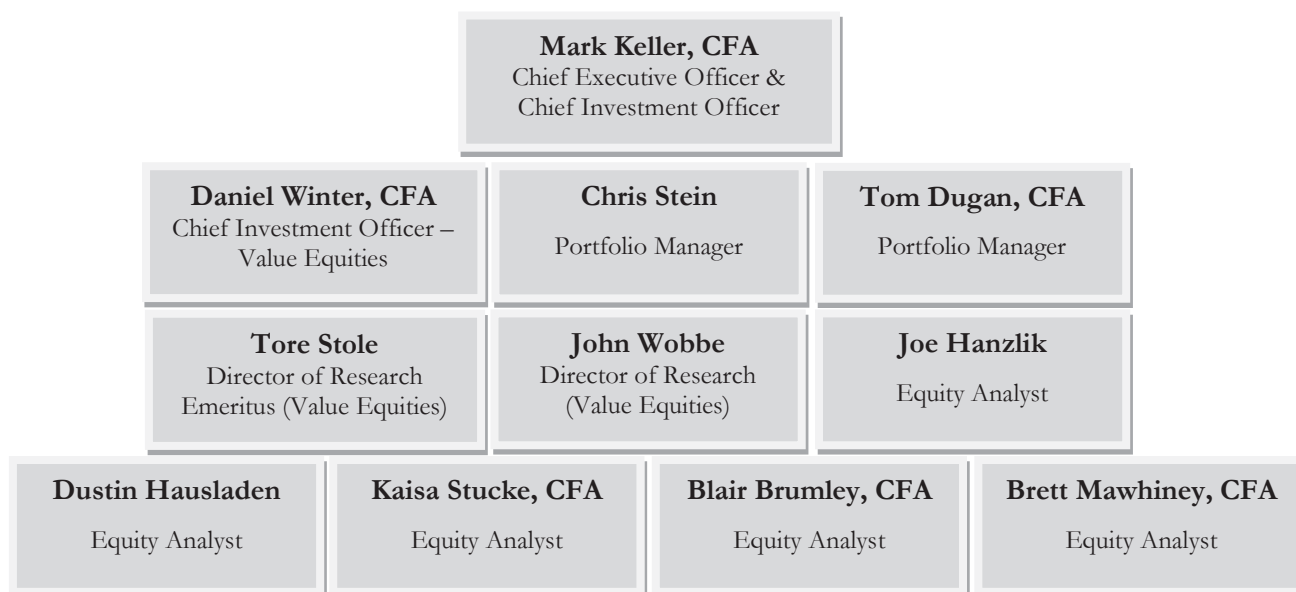 Mark Keller, CFA
Chief Executive Officer &
Chief Investment Officer
Daniel Winter, CFA
Chief Investment Officer –
Value Equities
Chris Stein
Portfolio Manager
Tom Dugan, CFA
Portfolio Manager
Tore Stole
Director of Research
Emeritus (Value Equities)
John Wobbe
Director of Research
(Value Equities)
Joe Hanzlik
Equity Analyst
Dustin Hausladen
Equity Analyst
Kaisa Stucke, CFA
Equity Analyst
Blair Brumley, CFA
Equity Analyst
Brett Mawhiney, CFA
Equity Analyst